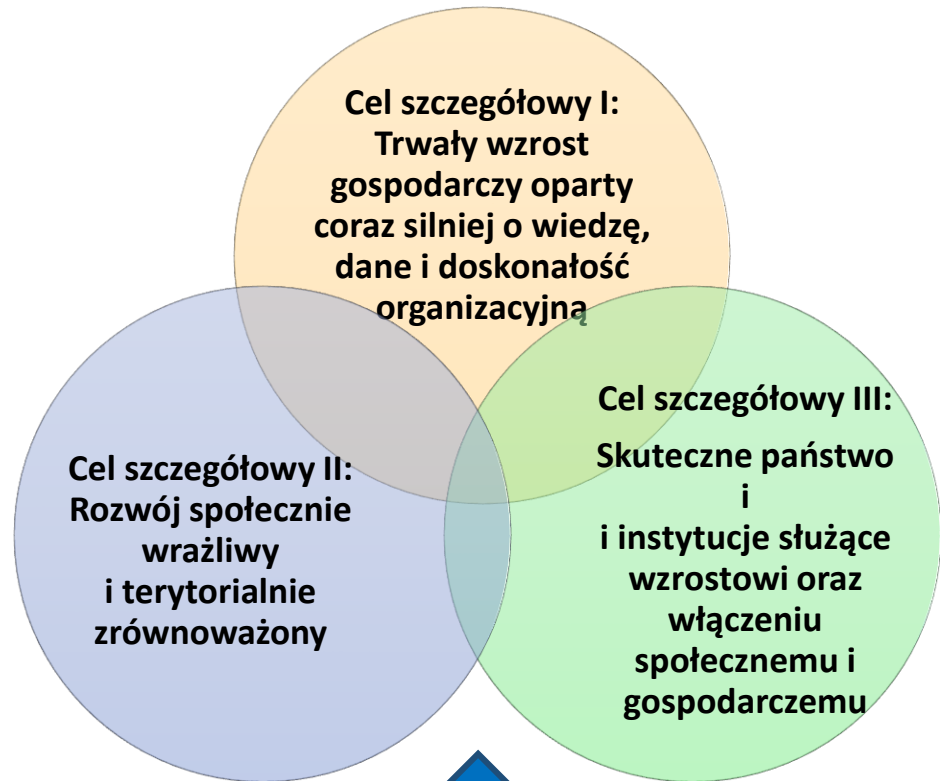 Cel szczegółowy I:
Trwały wzrost
gospodarczy oparty
coraz silniej o wiedzę,
dane i doskonałość
organizacyjną
Cel szczegółowy II:
Rozwój społecznie
wrażliwy
i terytorialnie
zrównoważony
Cel szczegółowy III:
Skuteczne państwo
i
i instytucje służące
wzrostowi oraz
włączeniu
społecznemu i
gospodarczemu